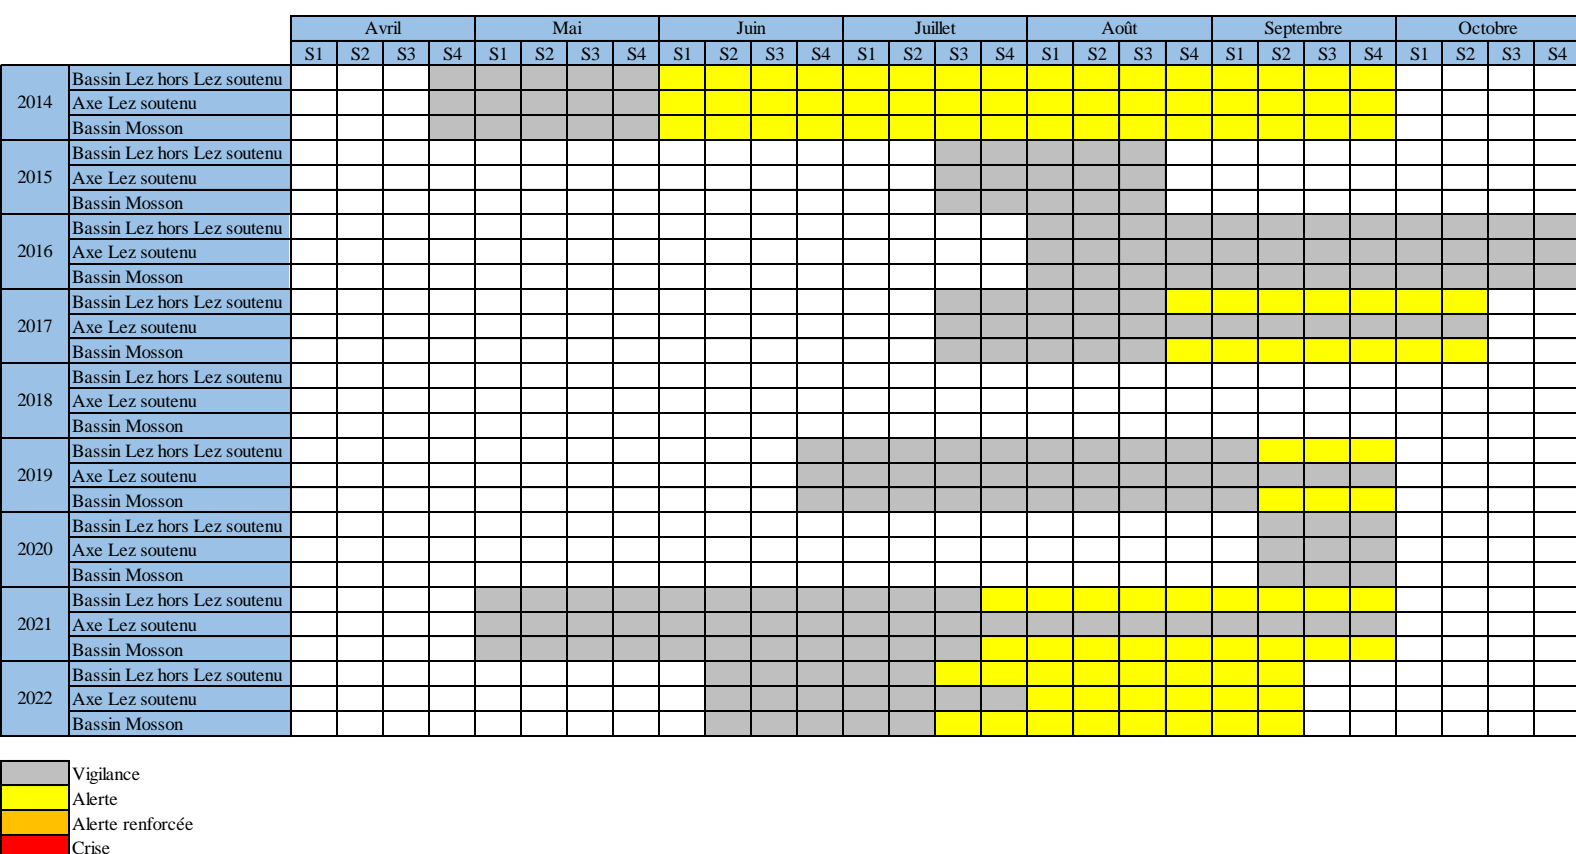 Avril Mai Juin Juillet Août Septembre Octobre
S1 S2 S3 S4 S1 S2 S3 S4 S1 S2 S3 S4 S1 S2 S3 S4 S1 S2 S3 S4 S1 S2 S3 S4 S1 S2 S3 S4
Bassin Lez hors Lez soutenu
2014 Axe Lez soutenu
Bassin Mosson
Bassin Lez hors Lez soutenu
2015 Axe Lez soutenu
Bassin Mosson
Bassin Lez hors Lez soutenu
2016 Axe Lez soutenu
Bassin Mosson
Bassin Lez hors Lez soutenu
2017 Axe Lez soutenu
Bassin Mosson
Bassin Lez hors Lez soutenu
2018 Axe Lez soutenu
Bassin Mosson
Bassin Lez hors Lez soutenu
2019 Axe Lez soutenu
Bassin Mosson
Bassin Lez hors Lez soutenu
2020 Axe Lez soutenu
Bassin Mosson
Bassin Lez hors Lez soutenu
2021 Axe Lez soutenu
Bassin Mosson
Bassin Lez hors Lez soutenu
2022 Axe Lez soutenu
Bassin Mosson
Vigilance
Alerte
Alerte renforcée
Crise